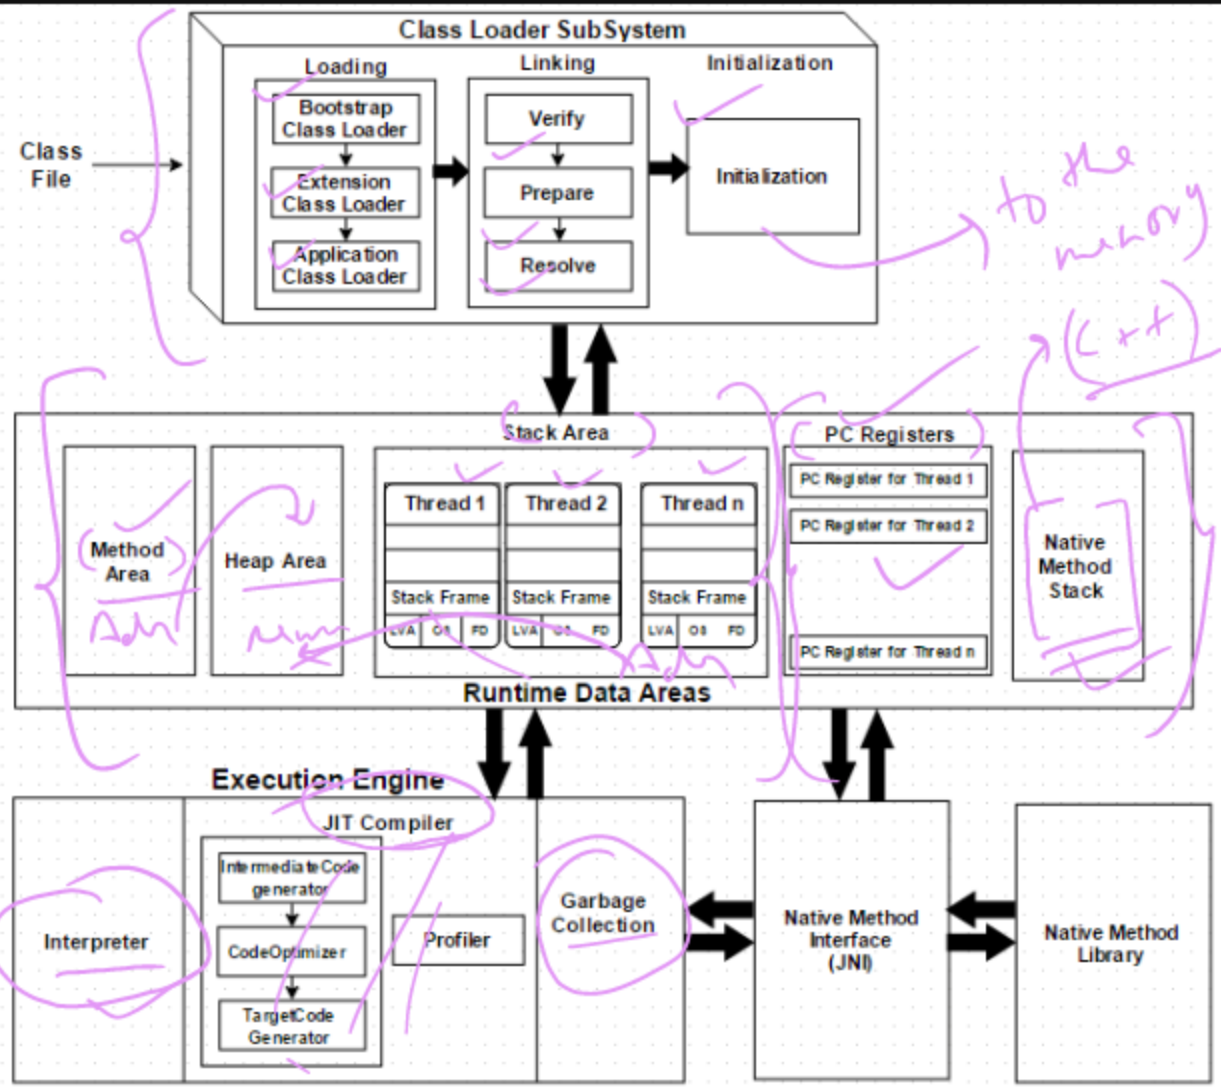 Class Loader SubSystem
Loading
Linking
Initialization
Bootstrap
Class Loader
Extension
Class Loader
Application
Class Loader
Verify
Prepare
Resolve
Initialization
Class
File
to the
memory
(C++)
Stack Area
PC Registers
Method
Area
Heap Area
Thread 1
Stack Frame
LVA OS FD
Thread 2
Stack Frame
LVA OS FD
Thread n
Stack Frame
LVA OS FD
PC Register for Thread 1
PC Register for Thread 2
PC Register for Thread n
Native
Method
Stack
Runtime Data Areas
Execution Engine
Interpreter
JIT Compiler
IntermediateCode
generator
CodeOptimizer
TargetCode
Generator
Profiler
Garbage
Collection
Native Method
Interface
(JNI)
Native Method
Library